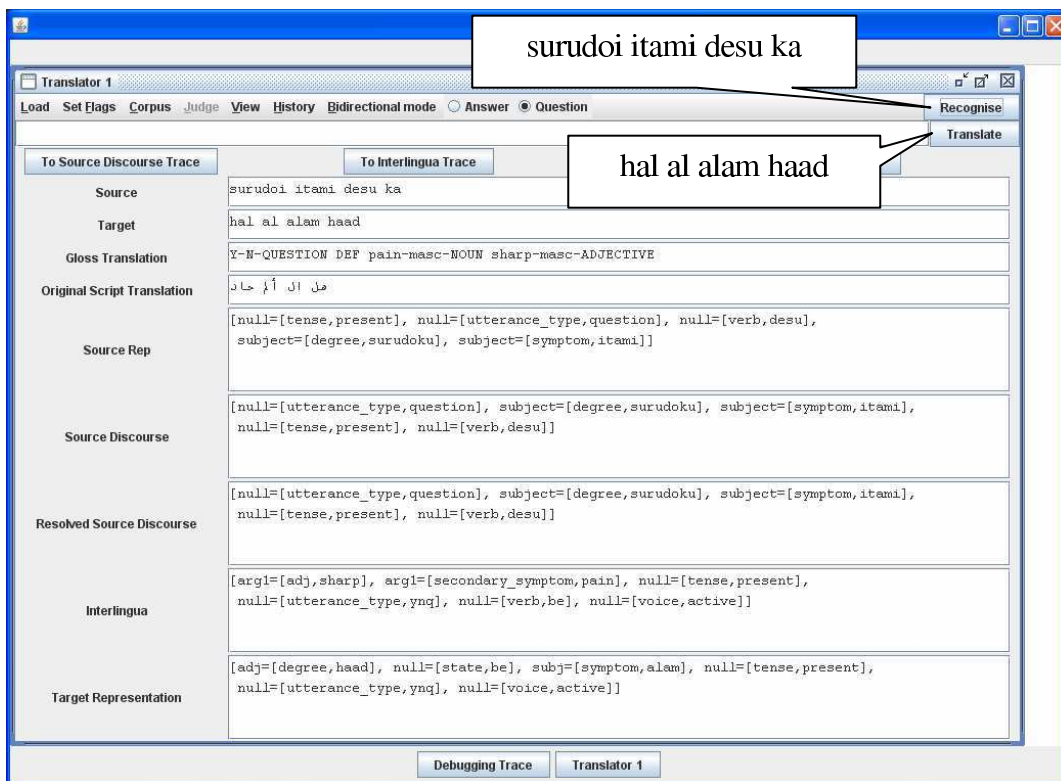 surudoi itami desu ka
Translator 1
Load Set Flags Corpus Judge View History Bidirectional mode Answer Question
Recognise
Translate
hal al alam haad
To Source Discourse Trace To Interlingua Trace
Source surudoi itami desu ka
Target hal al alam haad
Gloss Translation Y-N-QUESTION DEF pain-masc-NOUN sharp-masc-ADJECTIVE
Original Script Translation هل ال ألم حاد
Source Rep
[null=[tense,present], null=[utterance_type,question], null=[verb,desu],
subject=[degree,surudoku], subject=[symptom,itami]]
Source Discourse
[null=[utterance_type,question], subject=[degree,surudoku], subject=[symptom,itami],
null=[tense,present], null=[verb,desu]]
Resolved Source Discourse
[null=[utterance_type,question], subject=[degree,surudoku], subject=[symptom,itami],
null=[tense,present], null=[verb,desu]]
Interlingua
[arg1=[adj,sharp], arg1=[secondary_symptom,pain], null=[tense,present],
null=[utterance_type,ynq], null=[verb,be], null=[voice,active]]
Target Representation
[adj=[degree,haad], null=[state,be], subj=[symptom,alam], null=[tense,present],
null=[utterance_type,ynq], null=[voice,active]]
Debugging Trace Translator 1